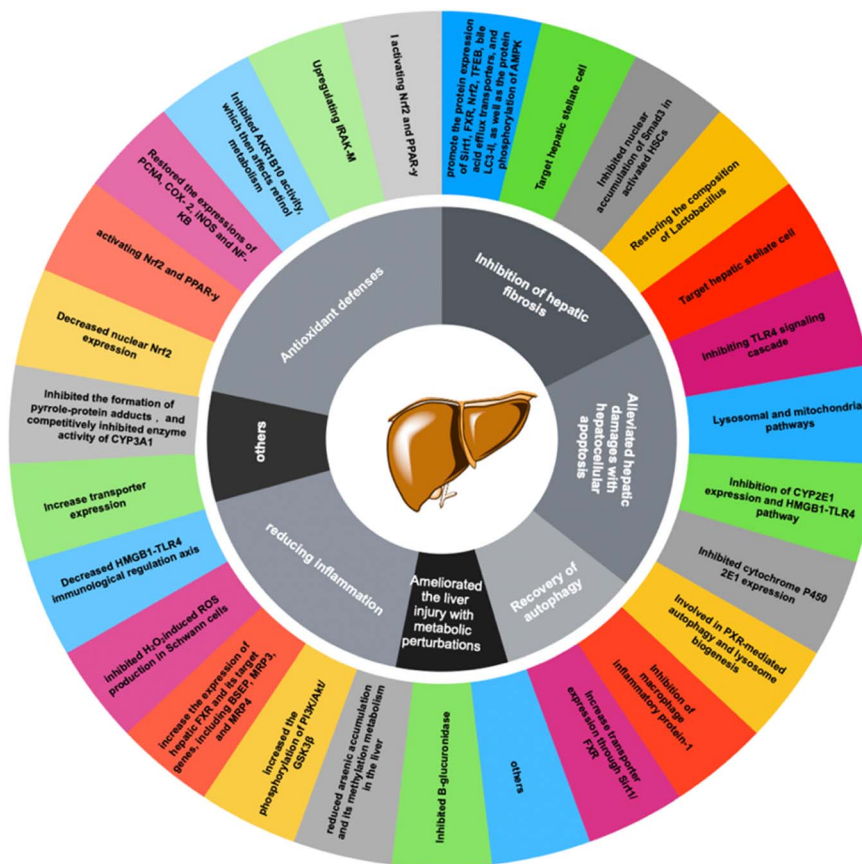 promote the protein expression
of Sirt1, FXR, Nrf2, TFEB, bile
acid efflux transporters, and
LC3-II, as well as the protein
phosphorylation of AMPK
Target hepatic stellate cell
Inhibited nuclear
accumulation of Smad3 in
activated HSCs
Restoring the composition
of Lactobacillus
Target hepatic stellate cell
inhibiting TLR4 signaling
cascade
Lysosomal and mitochondrial
pathways
Inhibition of CYP2E1
expression and HMGB1-TLR4
pathway
Inhibited cytochrome P450
2E1 expression
Involved in PXR-mediated
autophagy and lysosome
biogenesis
Inhibition of
macrophage
inflammatory protein-1
Increase transporter
expression through Sirt1/
FXR
others
Inhibited B-glucuronidase
reduced arsenic accumulation
and its methylation metabolism
in the liver
increased the
phosphorylation of PI3K/Akt/
GSK3β
increase the expression of
hepatic FXR and its target
genes, including BSEP, MRP3,
and MRP4
inhibited H₂O₂-induced ROS
production in Schwann cells
Decreased HMGB1-TLR4
immunological regulation axis
Increase transporter
expression
Inhibited the formation of
pyrrole-protein adducts , and
competitively inhibited enzyme
activity of CYP3A1
Decreased nuclear Nrf2
expression
activating Nrf2 and PPAR-y
Restored the expressions of
PCNA, COX- 2, iNOS and NF-
KB
Inhibited AKR1B10 activity,
which then affects retinol
metabolism
Upregulating IRAK-M
I activating Nrf2 and PPAR-y
Inhibition of hepatic
fibrosis
Alleviated hepatic
damages with
hepatocellular
apoptosis
Recovery of
autophagy
Ameliorated
the liver
injury with
metabolic
perturbations
reducing inflammation
others
Antioxidant defenses